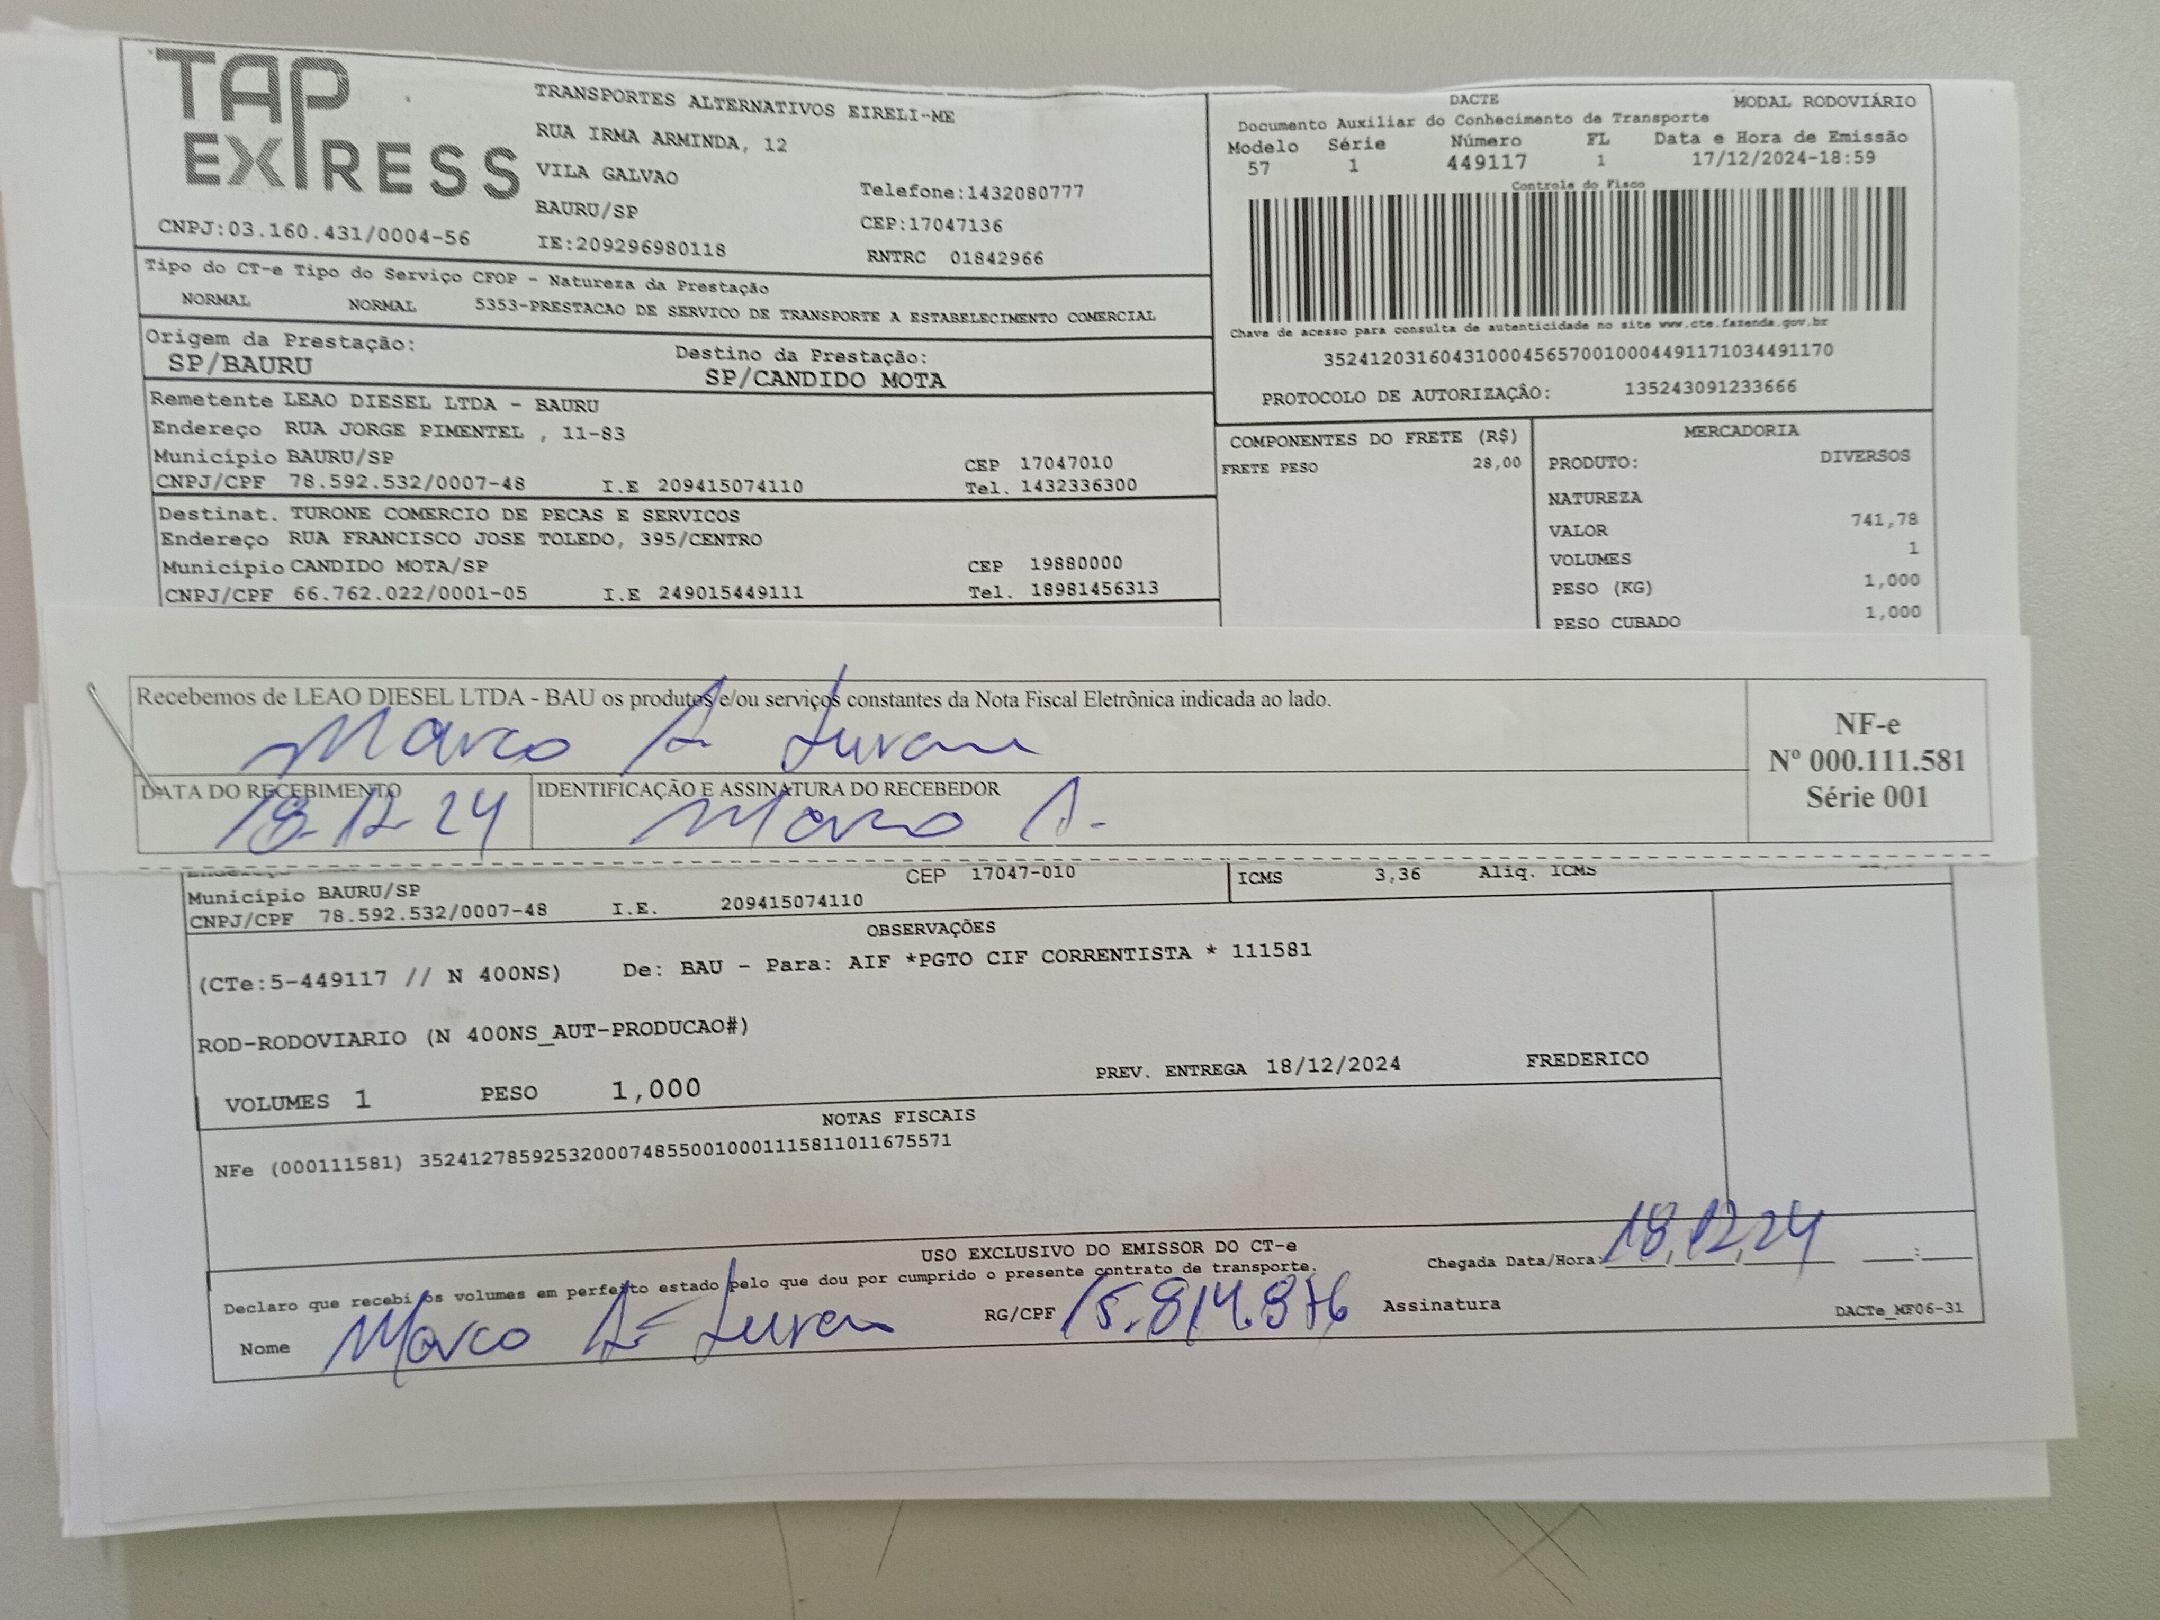 TAP
EXPRESS
TRANSPORTES ALTERNATIVOS EIRELI-ME
RUA IRMA ARMINDA, 12
VILA GALVAO
BAURU/SP
Telefone:1432080777
CEP:17047136
CNPJ:03.160.431/0004-56
IE:209296980118
RNTRC 01842966
DACTE MODAL RODOVIÁRIO
Documento Auxiliar do Conhecimento de Transporte
Modelo Série Número FL Data e Hora de Emissão
57 1 449117 1 17/12/2024-18:59
Controle do Fisco
Chave de acesso para consulta de autenticidade no site www.cte.fazenda.gov.br
35241203160431000456570010004491171034491170
PROTOCOLO DE AUTORIZAÇÂO: 135243091233666
Tipo do CT-e Tipo do Serviço CFOP - Natureza da Prestação
NORMAL NORMAL 5353-PRESTACAO DE SERVICO DE TRANSPORTE A ESTABELECIMENTO COMERCIAL
Origem da Prestação: Destino da Prestação:
SP/BAURU SP/CANDIDO MOTA
Remetente LEAO DIESEL LTDA - BAURU
Endereço RUA JORGE PIMENTEL , 11-83
Município BAURU/SP CEP 17047010
CNPJ/CPF 78.592.532/0007-48 I.E 209415074110 Tel. 1432336300
Destinat. TURONE COMERCIO DE PECAS E SERVICOS
Endereço RUA FRANCISCO JOSE TOLEDO, 395/CENTRO
Município CANDIDO MOTA/SP CEP 19880000
CNPJ/CPF 66.762.022/0001-05 I.E 249015449111 Tel. 18981456313
COMPONENTES DO FRETE (R$)
FRETE PESO 28,00
MERCADORIA
PRODUTO: DIVERSOS
NATUREZA
VALOR 741,78
VOLUMES 1
PESO (KG) 1,000
PESO CUBADO 1,000
Recebemos de LEAO DIESEL LTDA - BAU os produtos e/ou serviços constantes da Nota Fiscal Eletrônica indicada ao lado.
Marco A
DATA DO RECEBIMENTO IDENTIFICAÇÃO E ASSINATURA DO RECEBEDOR
18-12-24 Marco A.
NF-e
Nº 000.111.581
Série 001
Município BAURU/SP CEP 17047-010
CNPJ/CPF 78.592.532/0007-48 I.E. 209415074110
ICMS 3,36 Aliq. ICMS
OBSERVAÇÕES
(CTe:5-449117 // N 400NS) De: BAU - Para: AIF *PGTO CIF CORRENTISTA * 111581
ROD-RODOVIARIO (N 400NS_AUT-PRODUCAO#)
VOLUMES 1 PESO 1,000 PREV. ENTREGA 18/12/2024 FREDERICO
NOTAS FISCAIS
NFe (000111581) 35241278592532000748550010001115811011675571
USO EXCLUSIVO DO EMISSOR DO CT-e
Declaro que recebi os volumes em perfeito estado pelo que dou por cumprido o presente contrato de transporte.
Chegada Data/Hora: 18,12,24 :
Nome Marco A RG/CPF 15.814.876 Assinatura
DACTe_MF06-31